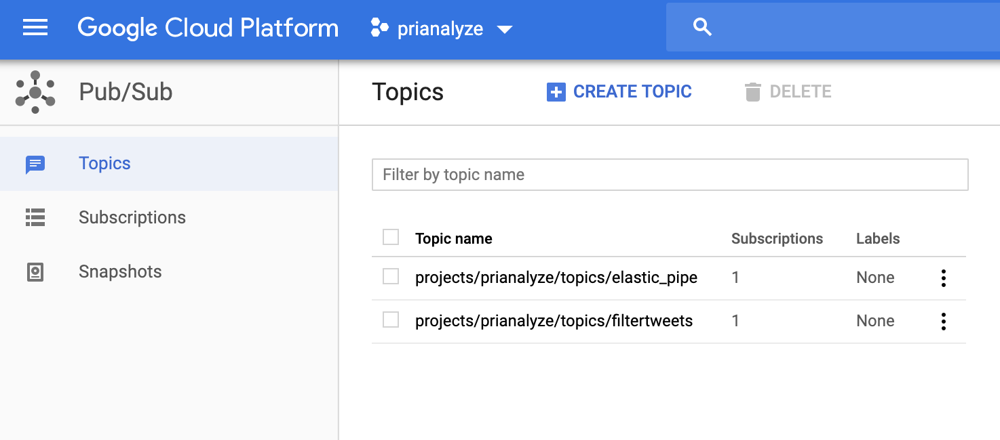 Google Cloud Platform prianalyze
Pub/Sub
Topics CREATE TOPIC DELETE
Topics
Subscriptions
Snapshots
Filter by topic name
Topic name Subscriptions Labels
projects/prianalyze/topics/elastic_pipe 1 None
projects/prianalyze/topics/filtertweets 1 None